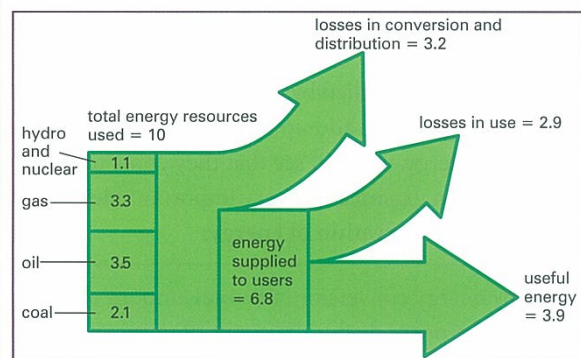 losses in conversion and
distribution = 3.2
total energy resources
used = 10
losses in use = 2.9
hydro
and
nuclear
1.1
gas
3.3
oil
3.5
coal
2.1
energy
supplied
to users
= 6.8
useful
energy
= 3.9